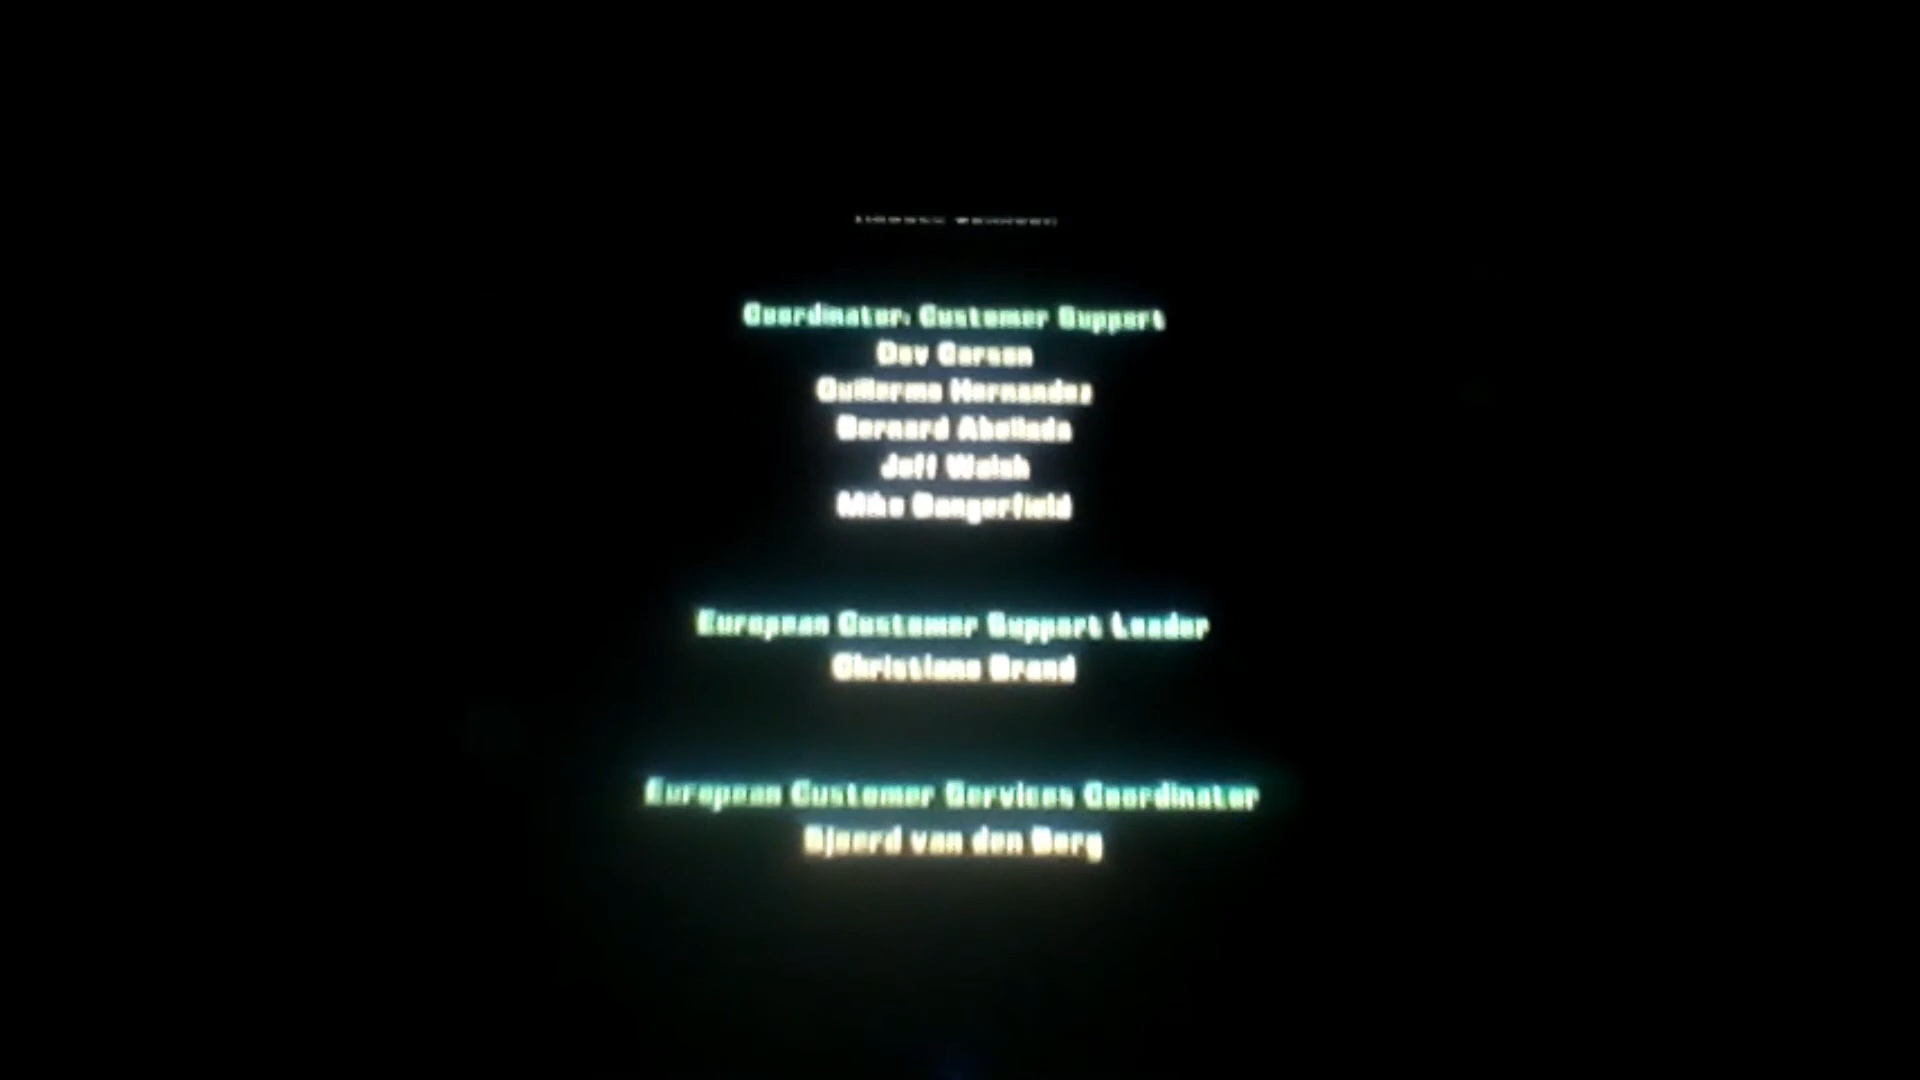 Coordinator, Customer Support
Dov Carson
Guillermo Hernandez
Bernard Abellada
Jeff Walsh
Mike Dangerfield
European Customer Support Leader
Christiane Brand
European Customer Services Coordinator
Sjoerd van den Berg